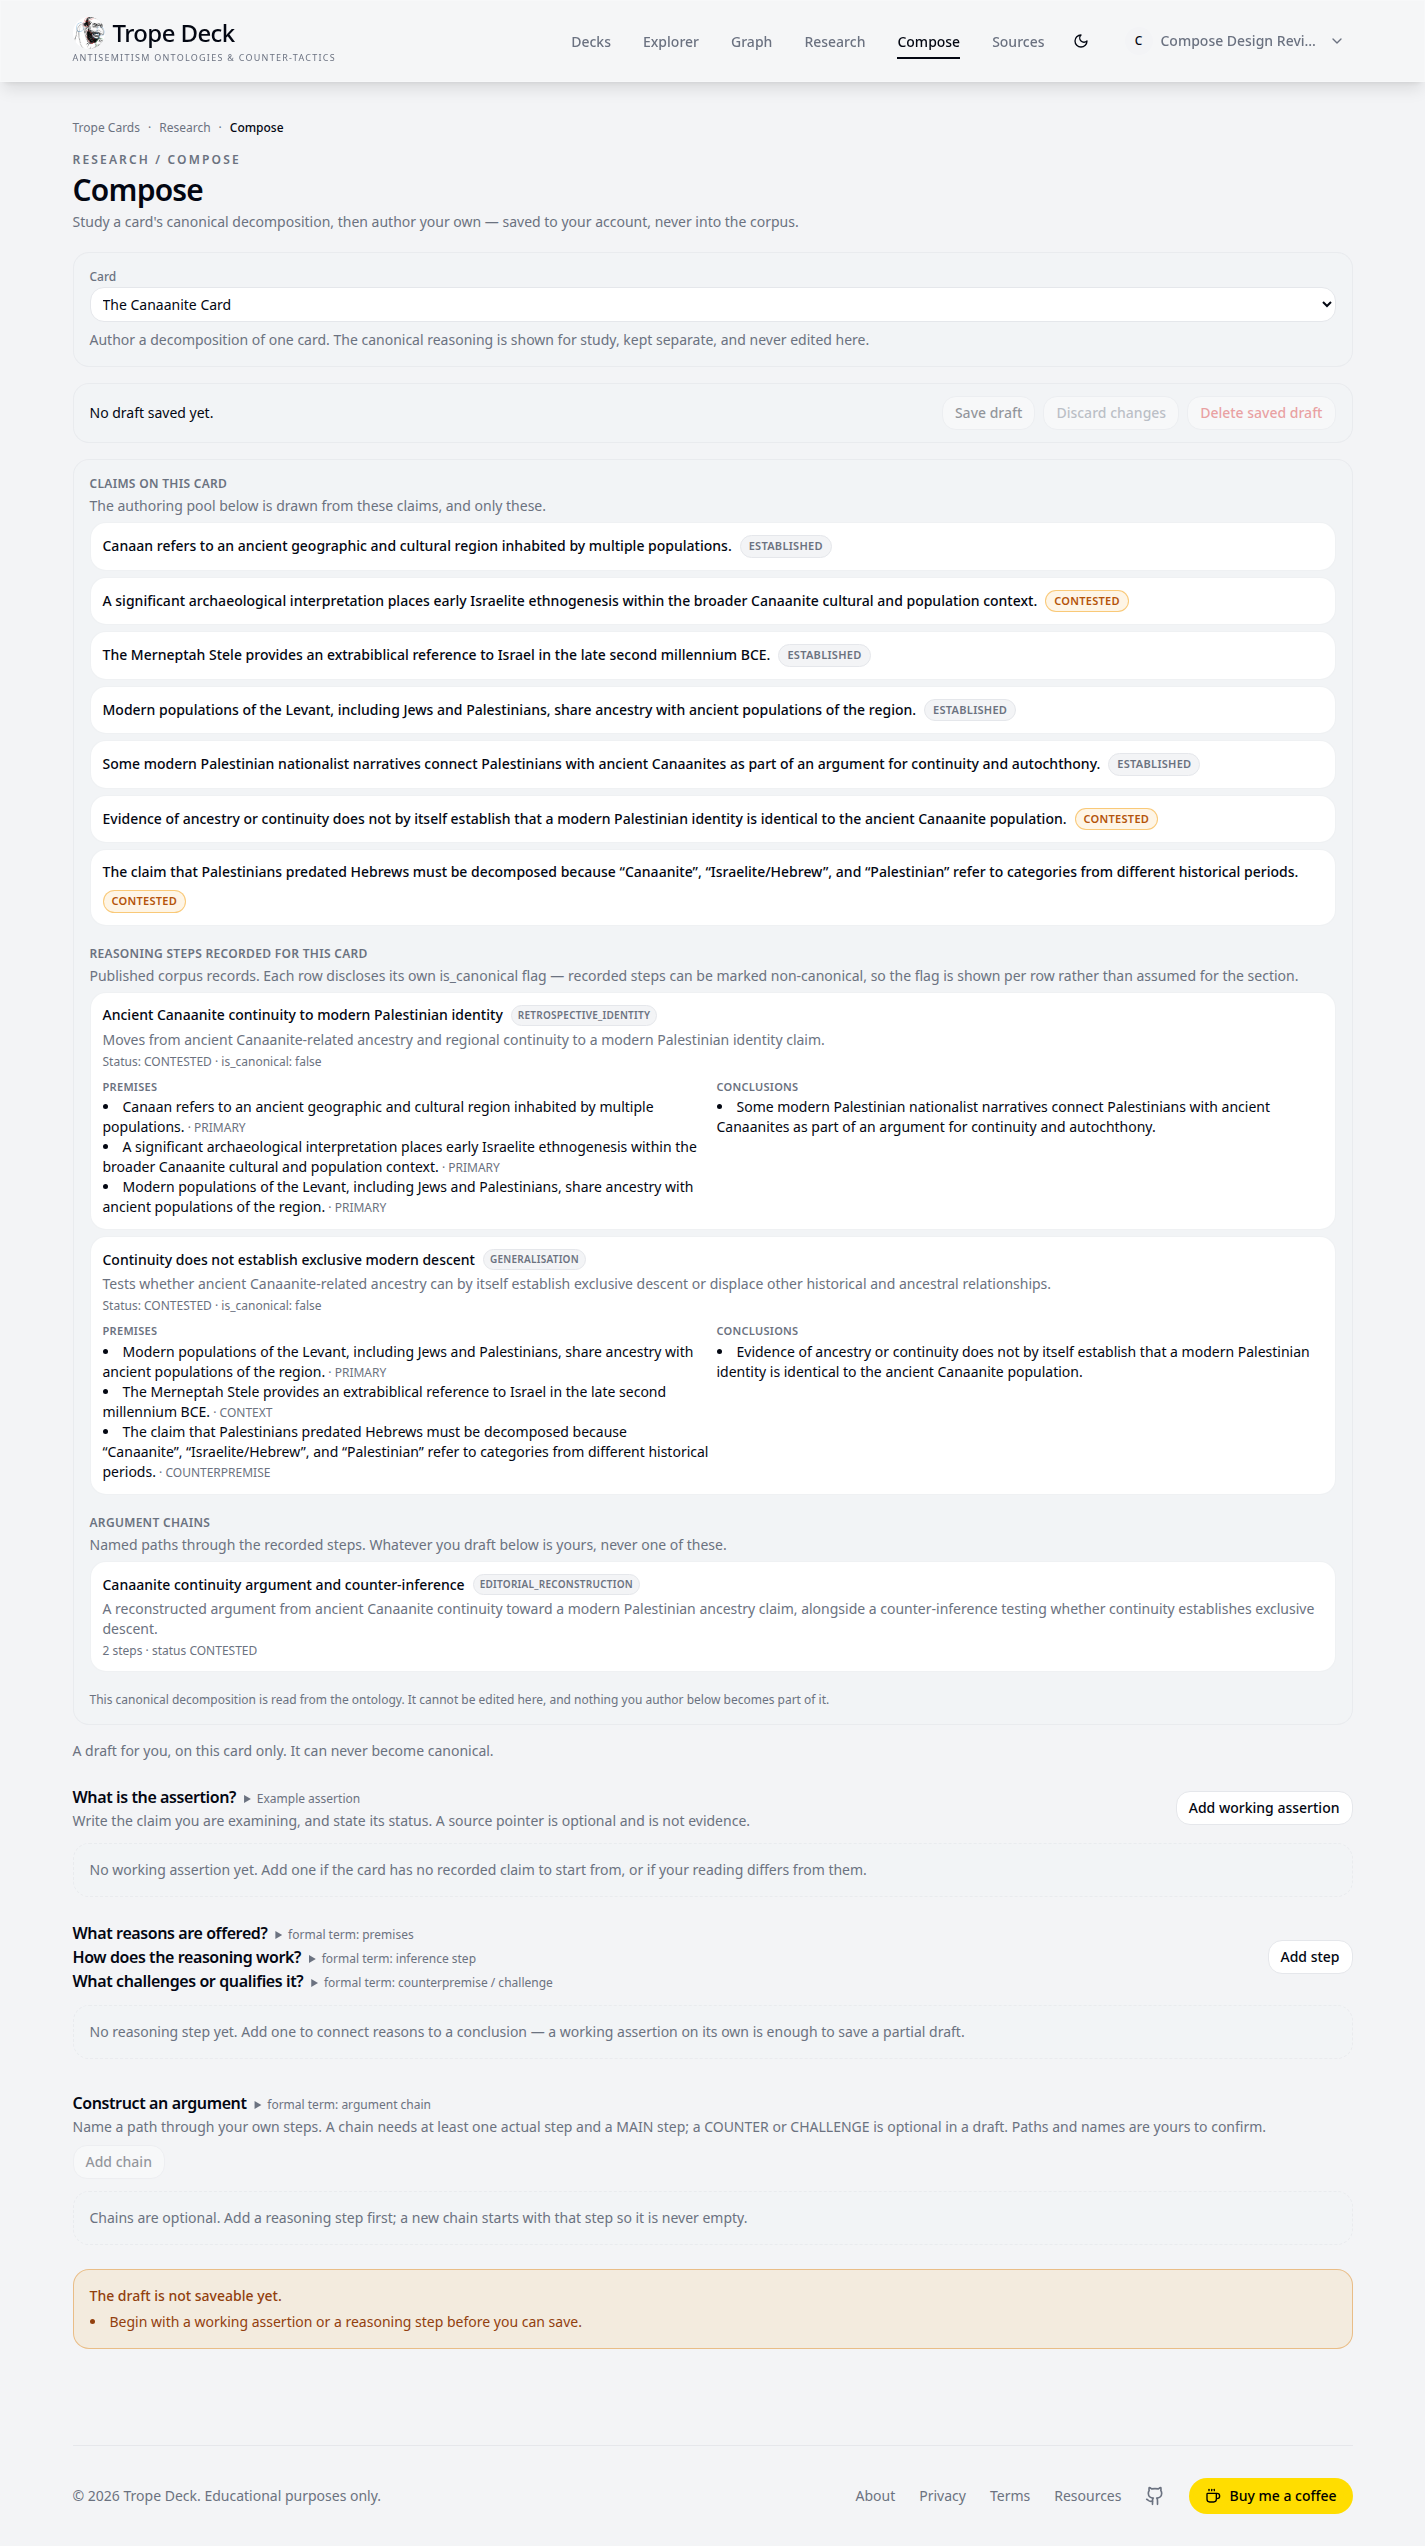 Trope Deck
ANTISEMITISM ONTOLOGIES & COUNTER-TACTICS
Decks
Explorer
Graph
Research
Compose
Sources
C
Compose Design Revi...
Trope Cards · Research · Compose
RESEARCH / COMPOSE
Compose
Study a card's canonical decomposition, then author your own — saved to your account, never into the corpus.
Card
The Canaanite Card
Author a decomposition of one card. The canonical reasoning is shown for study, kept separate, and never edited here.
No draft saved yet.
Save draft
Discard changes
Delete saved draft
CLAIMS ON THIS CARD
The authoring pool below is drawn from these claims, and only these.
Canaan refers to an ancient geographic and cultural region inhabited by multiple populations. ESTABLISHED
A significant archaeological interpretation places early Israelite ethnogenesis within the broader Canaanite cultural and population context. CONTESTED
The Merneptah Stele provides an extrabiblical reference to Israel in the late second millennium BCE. ESTABLISHED
Modern populations of the Levant, including Jews and Palestinians, share ancestry with ancient populations of the region. ESTABLISHED
Some modern Palestinian nationalist narratives connect Palestinians with ancient Canaanites as part of an argument for continuity and autochthony. ESTABLISHED
Evidence of ancestry or continuity does not by itself establish that a modern Palestinian identity is identical to the ancient Canaanite population. CONTESTED
The claim that Palestinians predated Hebrews must be decomposed because “Canaanite”, “Israelite/Hebrew”, and “Palestinian” refer to categories from different historical periods.
CONTESTED
REASONING STEPS RECORDED FOR THIS CARD
Published corpus records. Each row discloses its own is_canonical flag — recorded steps can be marked non-canonical, so the flag is shown per row rather than assumed for the section.
Ancient Canaanite continuity to modern Palestinian identity RETROSPECTIVE_IDENTITY
Moves from ancient Canaanite-related ancestry and regional continuity to a modern Palestinian identity claim.
Status: CONTESTED · is_canonical: false
PREMISES
• Canaan refers to an ancient geographic and cultural region inhabited by multiple
populations. · PRIMARY
• A significant archaeological interpretation places early Israelite ethnogenesis within the
broader Canaanite cultural and population context. · PRIMARY
• Modern populations of the Levant, including Jews and Palestinians, share ancestry with
ancient populations of the region. · PRIMARY
CONCLUSIONS
• Some modern Palestinian nationalist narratives connect Palestinians with ancient
Canaanites as part of an argument for continuity and autochthony.
Continuity does not establish exclusive modern descent GENERALISATION
Tests whether ancient Canaanite-related ancestry can by itself establish exclusive descent or displace other historical and ancestral relationships.
Status: CONTESTED · is_canonical: false
PREMISES
• Modern populations of the Levant, including Jews and Palestinians, share ancestry with
ancient populations of the region. · PRIMARY
• The Merneptah Stele provides an extrabiblical reference to Israel in the late second
millennium BCE. · CONTEXT
• The claim that Palestinians predated Hebrews must be decomposed because
“Canaanite”, “Israelite/Hebrew”, and “Palestinian” refer to categories from different historical
periods. · COUNTERPREMISE
CONCLUSIONS
• Evidence of ancestry or continuity does not by itself establish that a modern Palestinian
identity is identical to the ancient Canaanite population.
ARGUMENT CHAINS
Named paths through the recorded steps. Whatever you draft below is yours, never one of these.
Canaanite continuity argument and counter-inference EDITORIAL_RECONSTRUCTION
A reconstructed argument from ancient Canaanite continuity toward a modern Palestinian ancestry claim, alongside a counter-inference testing whether continuity establishes exclusive
descent.
2 steps · status CONTESTED
This canonical decomposition is read from the ontology. It cannot be edited here, and nothing you author below becomes part of it.
A draft for you, on this card only. It can never become canonical.
What is the assertion? ▶ Example assertion
Write the claim you are examining, and state its status. A source pointer is optional and is not evidence.
Add working assertion
No working assertion yet. Add one if the card has no recorded claim to start from, or if your reading differs from them.
What reasons are offered? ▶ formal term: premises
How does the reasoning work? ▶ formal term: inference step
What challenges or qualifies it? ▶ formal term: counterpremise / challenge
Add step
No reasoning step yet. Add one to connect reasons to a conclusion — a working assertion on its own is enough to save a partial draft.
Construct an argument ▶ formal term: argument chain
Name a path through your own steps. A chain needs at least one actual step and a MAIN step; a COUNTER or CHALLENGE is optional in a draft. Paths and names are yours to confirm.
Add chain
Chains are optional. Add a reasoning step first; a new chain starts with that step so it is never empty.
The draft is not saveable yet.
• Begin with a working assertion or a reasoning step before you can save.
© 2026 Trope Deck. Educational purposes only.
About
Privacy
Terms
Resources
Buy me a coffee